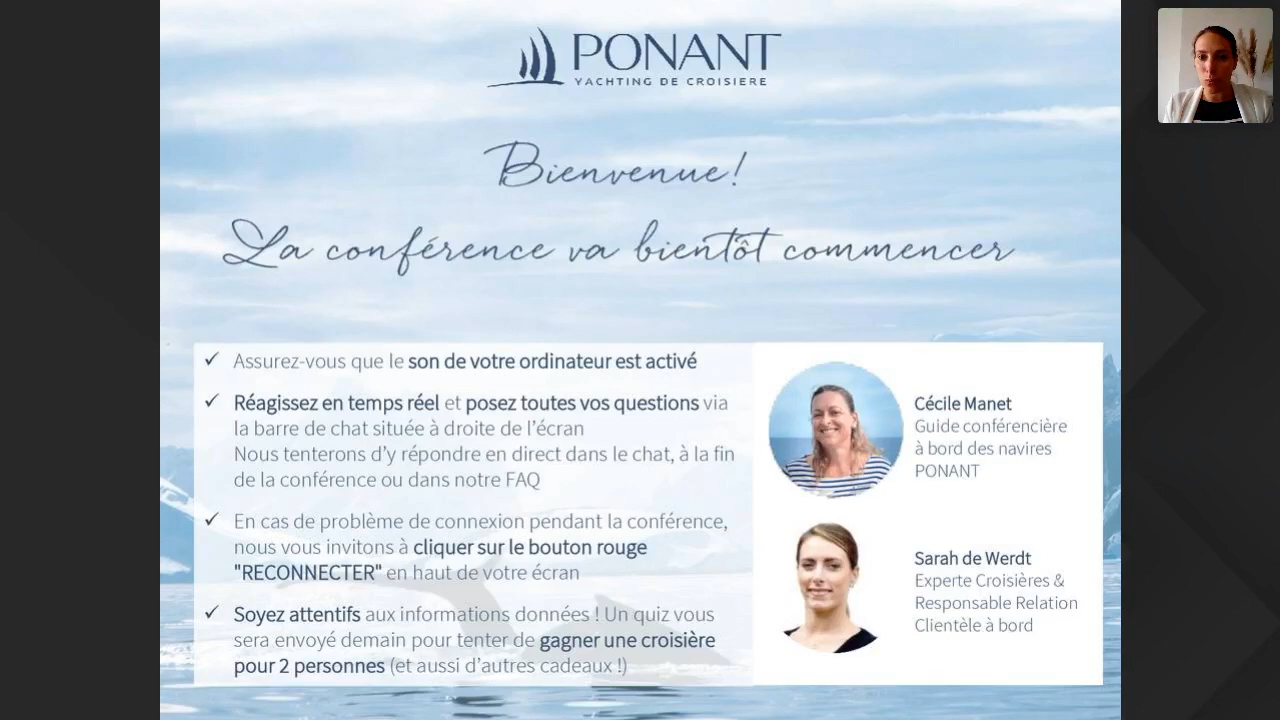 PONANT
YACHTING DE CROISIERE
Bienvenue!
La conférence va bientôt commencer
Assurez-vous que le son de votre ordinateur est activé
Réagissez en temps réel et posez toutes vos questions via
la barre de chat située à droite de l'écran
Nous tenterons d'y répondre en direct dans le chat, à la fin
de la conférence ou dans notre FAQ
En cas de problème de connexion pendant la conférence,
nous vous invitons à cliquer sur le bouton rouge
"RECONNECTER" en haut de votre écran
Soyez attentifs aux informations données ! Un quiz vous
sera envoyé demain pour tenter de gagner une croisière
pour 2 personnes (et aussi d'autres cadeaux !)
Cécile Manet
Guide conférencière
à bord des navires
PONANT
Sarah de Werdt
Experte Croisières &
Responsable Relation
Clientèle à bord